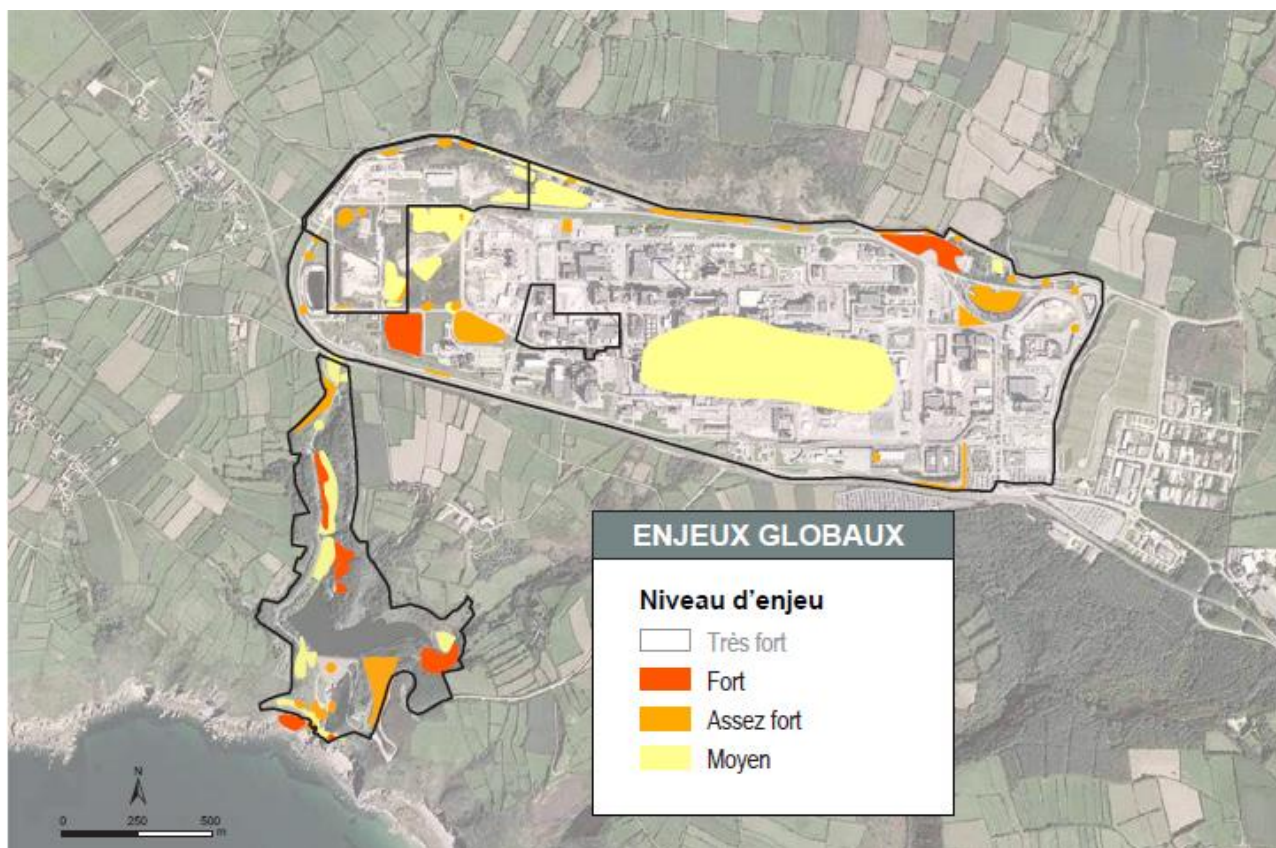 ENJEUX GLOBAUX
Niveau d'enjeu
Très fort
Fort
Assez fort
Moyen
N
0 250 500
m